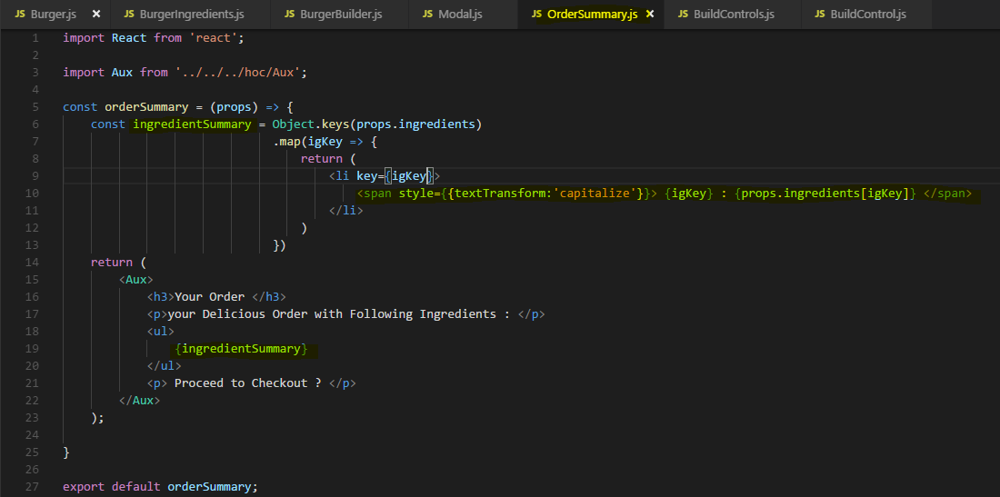 JS Burger.js × JS BurgerIngredients.js JS BurgerBuilder.js JS Modal.js JS OrderSummary.js × JS BuildControls.js JS BuildControl.js
1 import React from 'react';
2
3 import Aux from '../../../hoc/Aux';
4
5 const orderSummary = (props) => {
6 const ingredientSummary = Object.keys(props.ingredients)
7 .map(igKey => {
8 return (
9 <li key={igKey}>
10 <span style={{textTransform:'capitalize'}}> {igKey} : {props.ingredients[igKey]} </span>
11 </li>
12 )
13 })
14 return (
15 <Aux>
16 <h3>Your Order </h3>
17 <p>your Delicious Order with Following Ingredients : </p>
18 <ul>
19 {ingredientSummary}
20 </ul>
21 <p> Proceed to Checkout ? </p>
22 </Aux>
23 );
24
25 }
26
27 export default orderSummary;